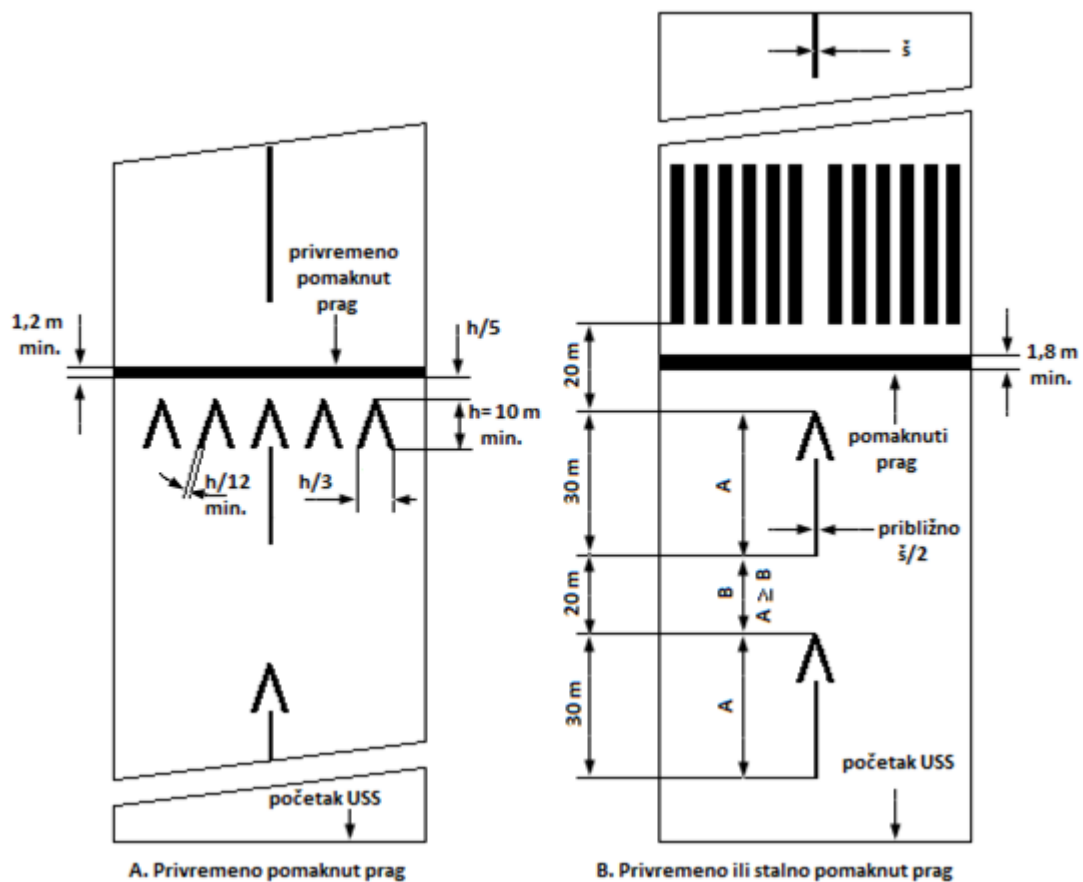 š
privremeno
pomaknut
prag
1,2 m
min.
h/5
h= 10 m
min.
h/12
min.
h/3
početak USS
A. Privremeno pomaknut prag
20 m
1,8 m
min.
pomaknuti
prag
30 m
A
približno
š/2
20 m
B
A ≥ B
30 m
A
početak USS
B. Privremeno ili stalno pomaknut prag